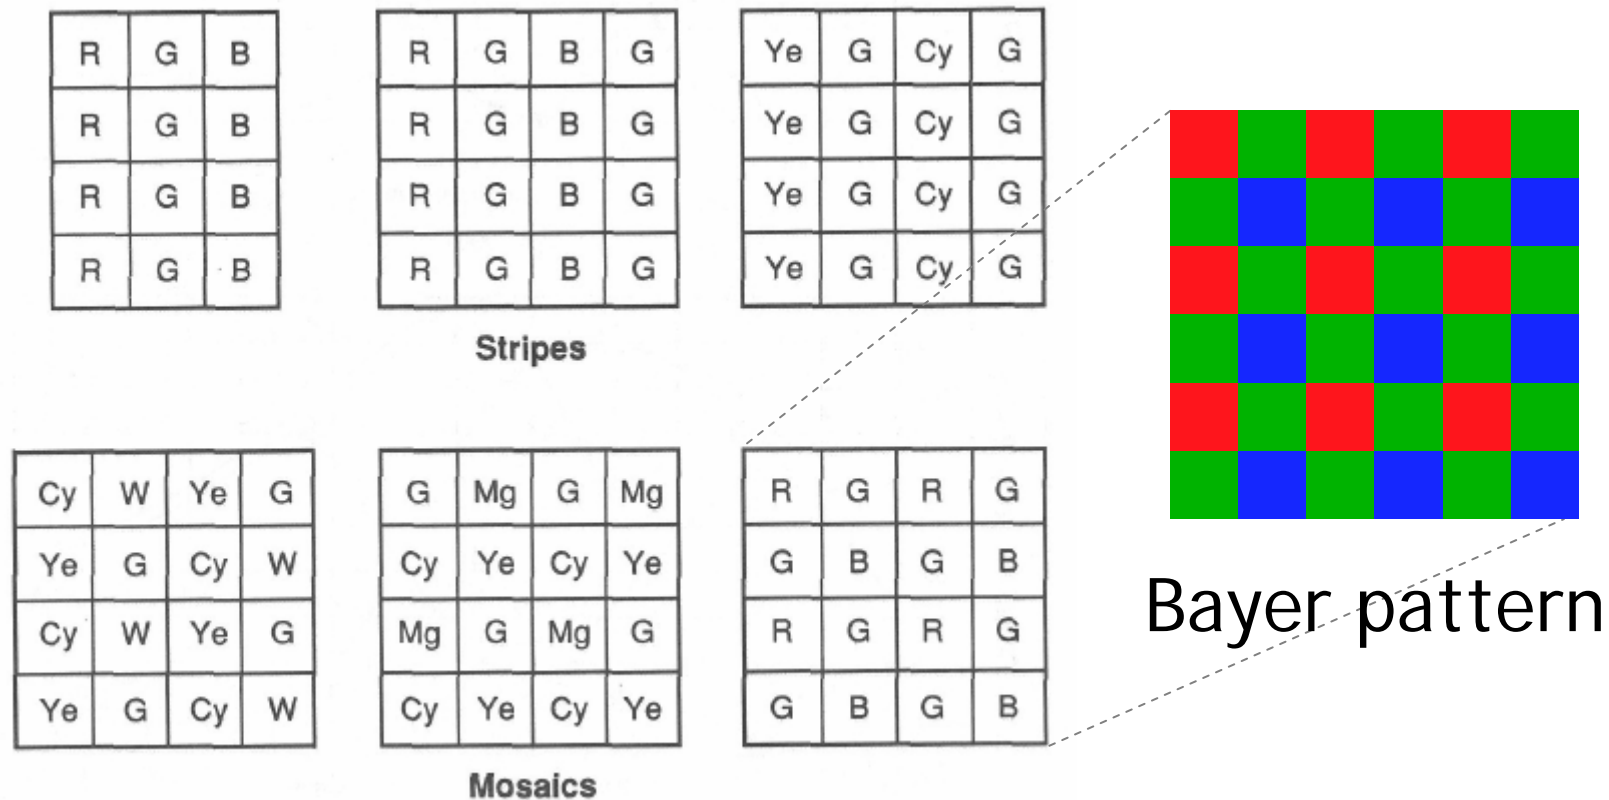 R G B
R G B
R G B
R G B
R G B G
R G B G
R G B G
R G B G
Ye G Cy G
Ye G Cy G
Ye G Cy G
Ye G Cy G
Stripes
Cy W Ye G
Ye G Cy W
Cy W Ye G
Ye G Cy W
G Mg G Mg
Cy Ye Cy Ye
Mg G Mg G
Cy Ye Cy Ye
R G R G
G B G B
R G R G
G B G B
Mosaics
Bayer pattern